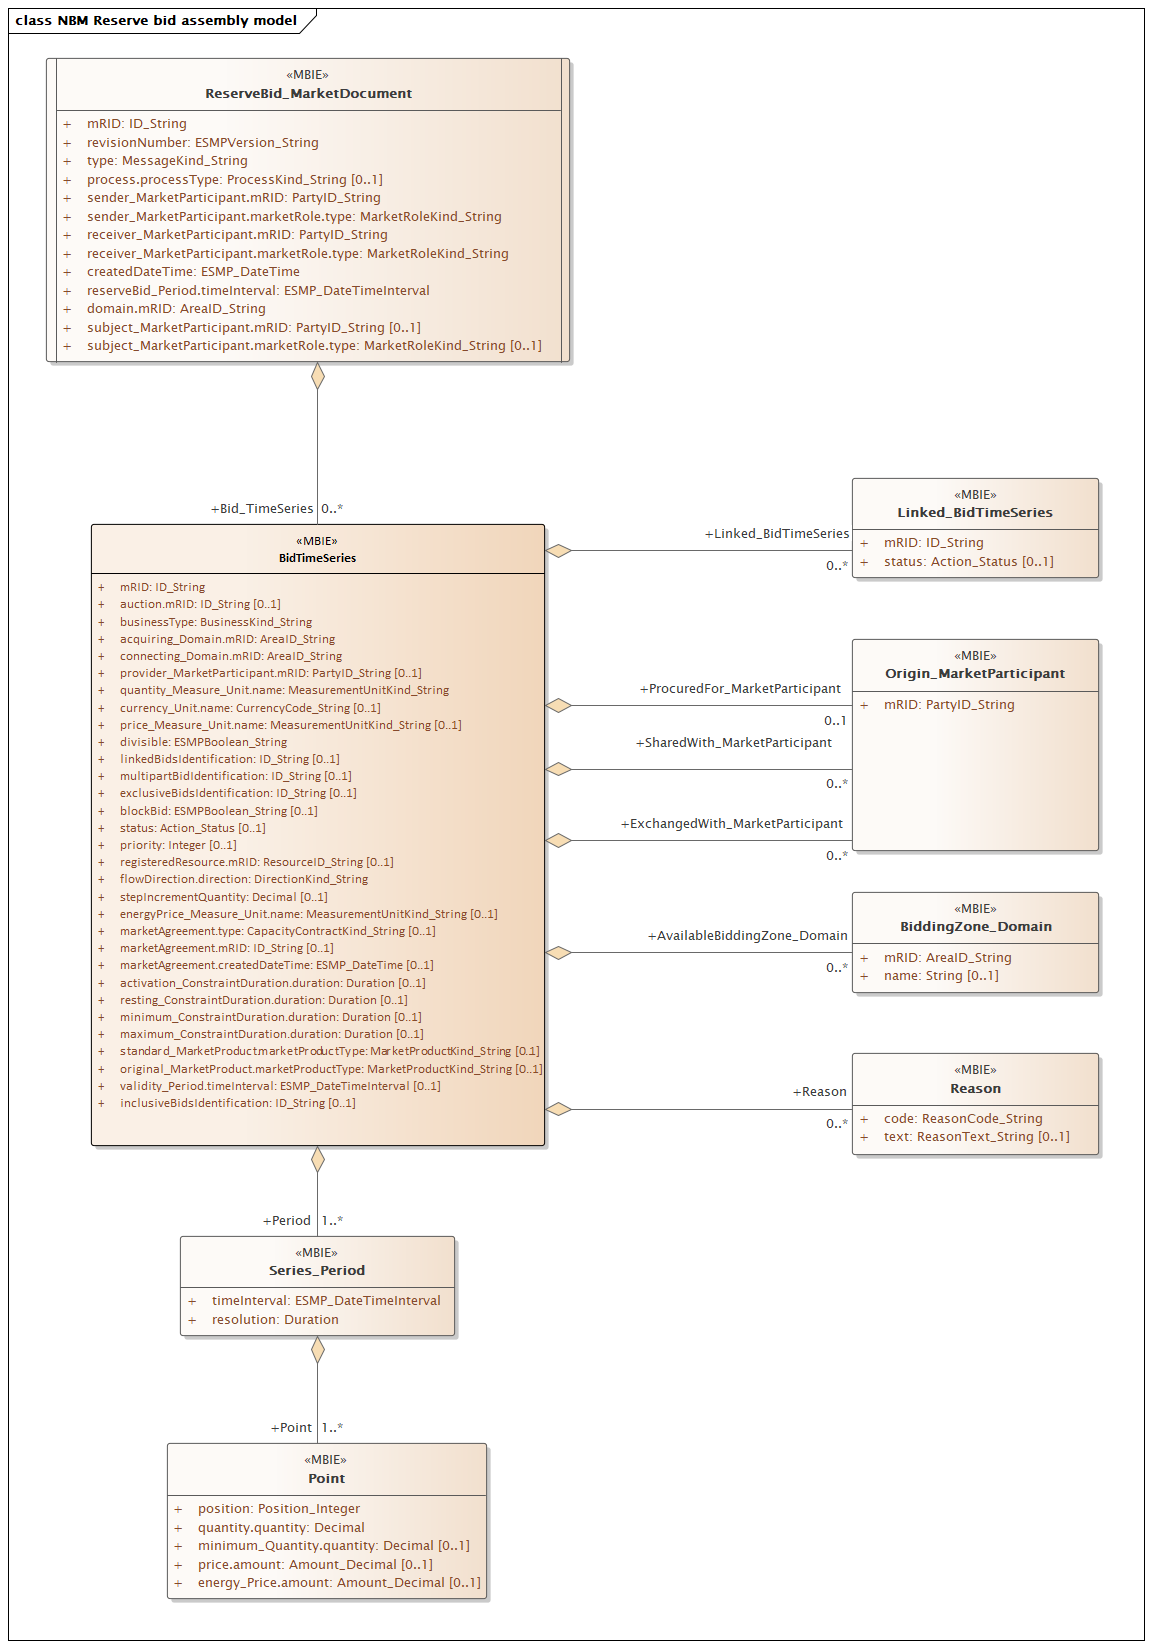 class NBM Reserve bid assembly model
«MBIE»
ReserveBid_MarketDocument
+ mRID: ID_String
+ revisionNumber: ESMPVersion_String
+ type: MessageKind_String
+ process.processType: ProcessKind_String [0..1]
+ sender_MarketParticipant.mRID: PartyID_String
+ sender_MarketParticipant.marketRole.type: MarketRoleKind_String
+ receiver_MarketParticipant.mRID: PartyID_String
+ receiver_MarketParticipant.marketRole.type: MarketRoleKind_String
+ createdDateTime: ESMP_DateTime
+ reserveBid_Period.timeInterval: ESMP_DateTimeInterval
+ domain.mRID: AreaID_String
+ subject_MarketParticipant.mRID: PartyID_String [0..1]
+ subject_MarketParticipant.marketRole.type: MarketRoleKind_String [0..1]
+Bid_TimeSeries 0..*
«MBIE»
BidTimeSeries
+ mRID: ID_String
+ auction.mRID: ID_String [0..1]
+ businessType: BusinessKind_String
+ acquiring_Domain.mRID: AreaID_String
+ connecting_Domain.mRID: AreaID_String
+ provider_MarketParticipant.mRID: PartyID_String [0..1]
+ quantity_Measure_Unit.name: MeasurementUnitKind_String
+ currency_Unit.name: CurrencyCode_String [0..1]
+ price_Measure_Unit.name: MeasurementUnitKind_String [0..1]
+ divisible: ESMPBoolean_String
+ linkedBidsIdentification: ID_String [0..1]
+ multipartBidIdentification: ID_String [0..1]
+ exclusiveBidsIdentification: ID_String [0..1]
+ blockBid: ESMPBoolean_String [0..1]
+ status: Action_Status [0..1]
+ priority: Integer [0..1]
+ registeredResource.mRID: ResourceID_String [0..1]
+ flowDirection.direction: DirectionKind_String
+ stepIncrementQuantity: Decimal [0..1]
+ energyPrice_Measure_Unit.name: MeasurementUnitKind_String [0..1]
+ marketAgreement.type: CapacityContractKind_String [0..1]
+ marketAgreement.mRID: ID_String [0..1]
+ marketAgreement.createdDateTime: ESMP_DateTime [0..1]
+ activation_ConstraintDuration.duration: Duration [0..1]
+ resting_ConstraintDuration.duration: Duration [0..1]
+ minimum_ConstraintDuration.duration: Duration [0..1]
+ maximum_ConstraintDuration.duration: Duration [0..1]
+ standard_MarketProduct.marketProductType: MarketProductKind_String [0..1]
+ original_MarketProduct.marketProductType: MarketProductKind_String [0..1]
+ validity_Period.timeInterval: ESMP_DateTimeInterval [0..1]
+ inclusiveBidsIdentification: ID_String [0..1]
+Linked_BidTimeSeries
0..*
«MBIE»
Linked_BidTimeSeries
+ mRID: ID_String
+ status: Action_Status [0..1]
+ProcuredFor_MarketParticipant
0..1
+SharedWith_MarketParticipant
0..*
+ExchangedWith_MarketParticipant
0..*
«MBIE»
Origin_MarketParticipant
+ mRID: PartyID_String
+AvailableBiddingZone_Domain
0..*
«MBIE»
BiddingZone_Domain
+ mRID: AreaID_String
+ name: String [0..1]
+Reason
0..*
«MBIE»
Reason
+ code: ReasonCode_String
+ text: ReasonText_String [0..1]
+Period 1..*
«MBIE»
Series_Period
+ timeInterval: ESMP_DateTimeInterval
+ resolution: Duration
+Point 1..*
«MBIE»
Point
+ position: Position_Integer
+ quantity.quantity: Decimal
+ minimum_Quantity.quantity: Decimal [0..1]
+ price.amount: Amount_Decimal [0..1]
+ energy_Price.amount: Amount_Decimal [0..1]